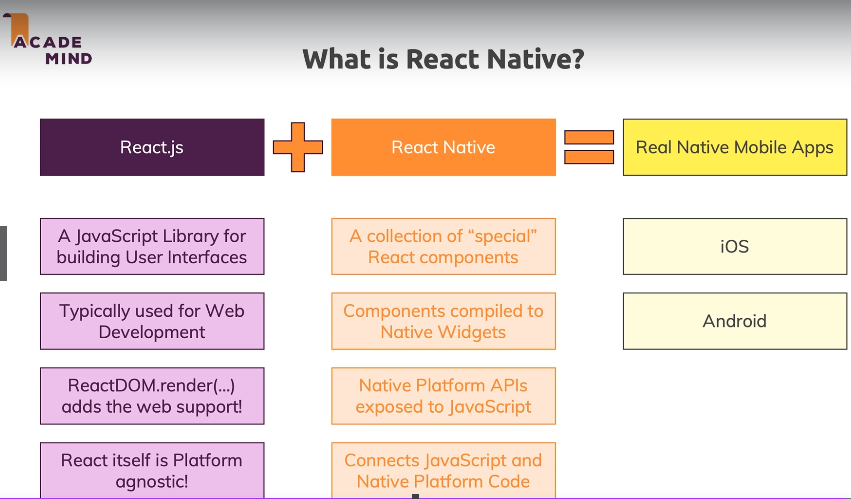 ACADE
MIND
What is React Native?
React.js
React Native
Real Native Mobile Apps
A JavaScript Library for
building User Interfaces
A collection of “special”
React components
iOS
Typically used for Web
Development
Components compiled to
Native Widgets
Android
ReactDOM.render(...)
adds the web support!
Native Platform APIs
exposed to JavaScript
React itself is Platform
agnostic!
Connects JavaScript and
Native Platform Code